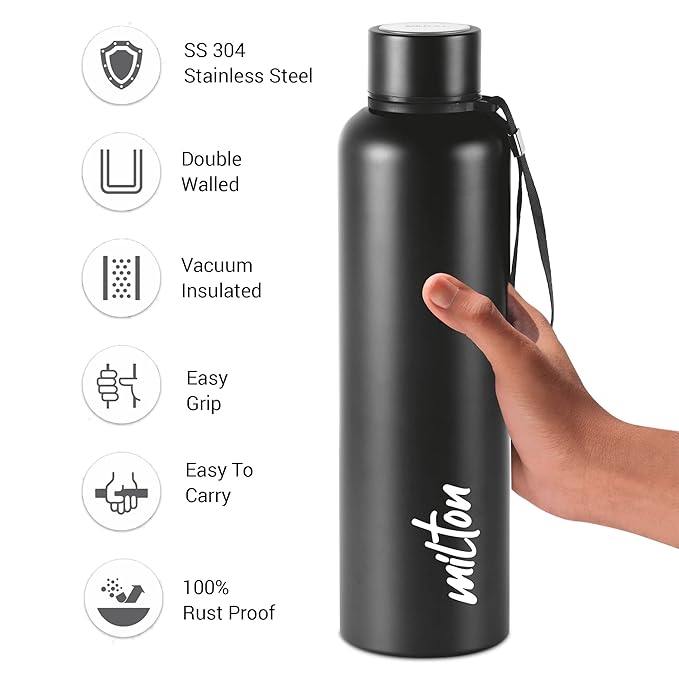 SS 304
Stainless Steel
Double
Walled
Vacuum
Insulated
Easy
Grip
Easy To
Carry
100%
Rust Proof
milton